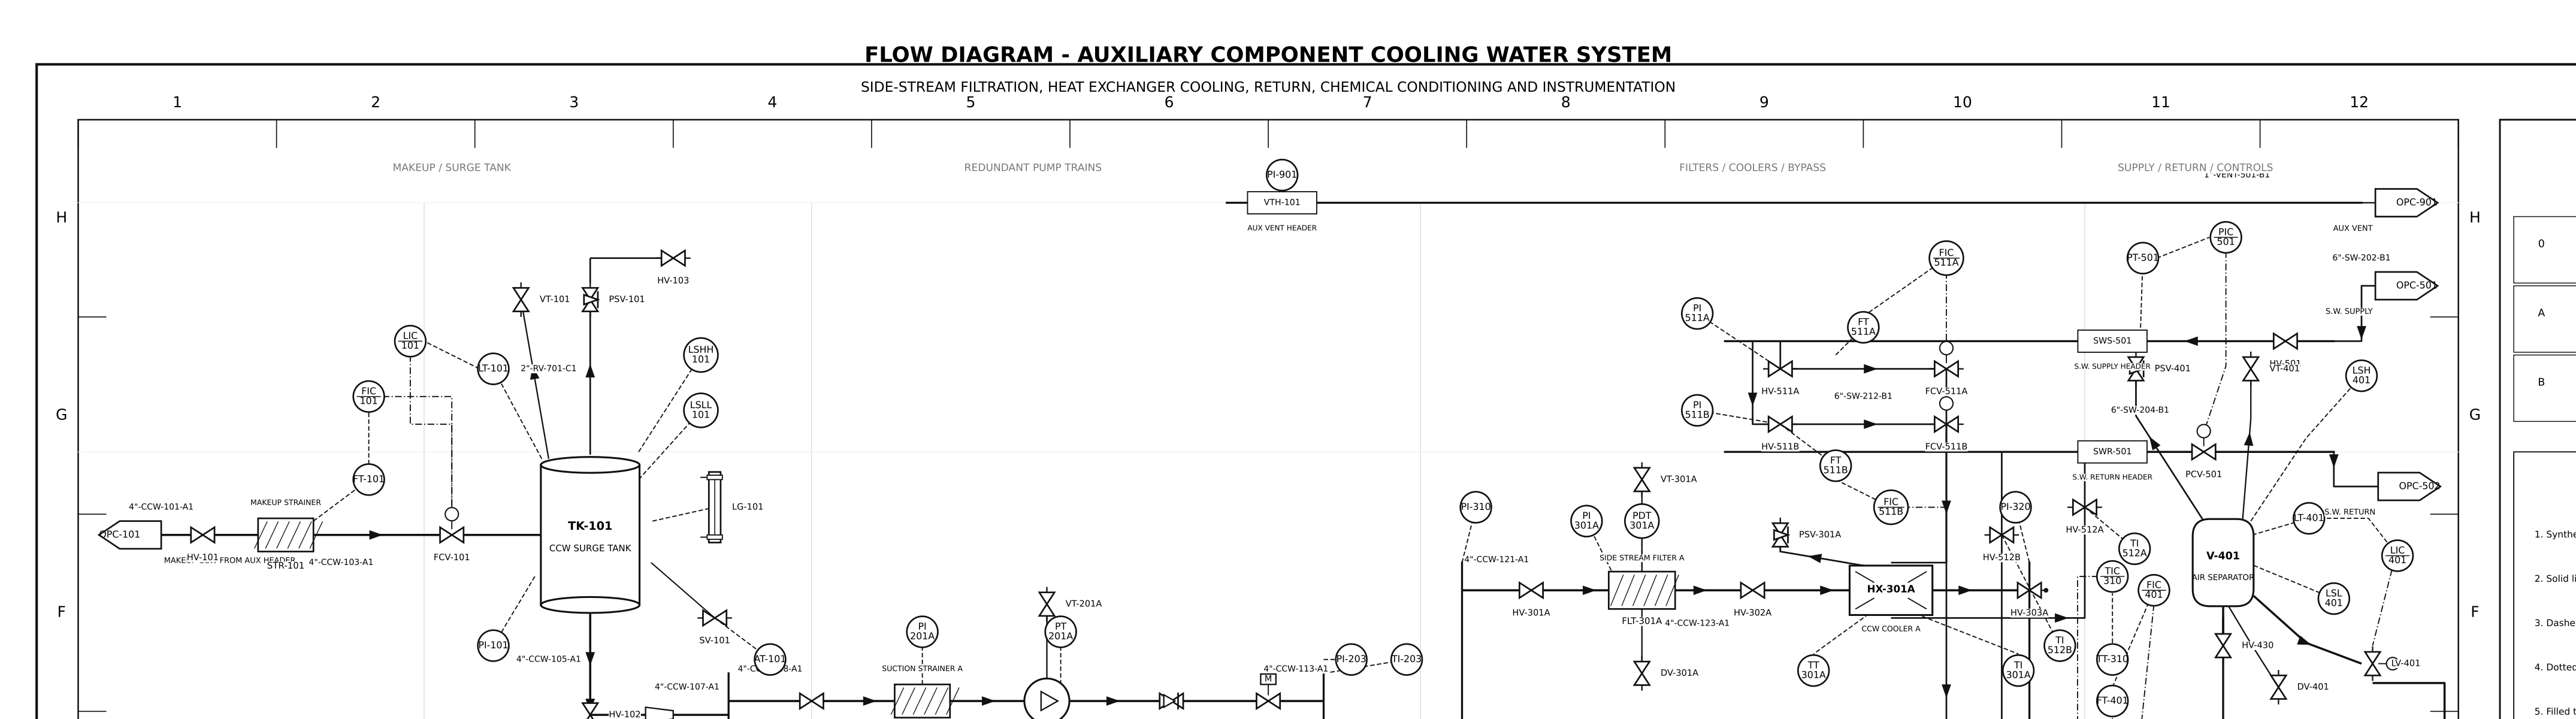 FLOW DIAGRAM - AUXILIARY COMPONENT COOLING WATER SYSTEM
SIDE-STREAM FILTRATION, HEAT EXCHANGER COOLING, RETURN, CHEMICAL CONDITIONING AND INSTRUMENTATION
1 2 3 4 5 6 7 8 9 10 11 12
MAKEUP / SURGE TANK
REDUNDANT PUMP TRAINS
FILTERS / COOLERS / BYPASS
SUPPLY / RETURN / CONTROLS
1"-VENT-501-B1
PI-901
VTH-101
AUX VENT HEADER
OPC-901
AUX VENT
H
H
0
PIC
501
PT-501
6"-SW-202-B1
OPC-501
S.W. SUPPLY
HV-103
VT-101
PSV-101
FIC
511A
PI
511A
FT
511A
A
LIC
101
LT-101
2"-RV-701-C1
LSHH
101
SWS-501
S.W. SUPPLY HEADER
PSV-401
HV-501
VT-401
LSH
401
HV-511A
6"-SW-212-B1
FCV-511A
FIC
101
LSLL
101
PI
511B
6"-SW-204-B1
B
G
G
HV-511B
FCV-511B
SWR-501
S.W. RETURN HEADER
PCV-501
FT
511B
FIC
511B
FT-101
LG-101
VT-301A
OPC-502
S.W. RETURN
4"-CCW-101-A1
MAKEUP STRAINER
OPC-101
HV-101
MAKEUP FROM AUX HEADER
STR-101
4"-CCW-103-A1
FCV-101
TK-101
CCW SURGE TANK
PI-310
PI
301A
PDT
301A
PSV-301A
PI-320
HV-512A
HV-512B
TI
512A
LT-401
LIC
401
1. Synthe
4"-CCW-121-A1
SIDE STREAM FILTER A
V-401
AIR SEPARATOR
TIC
310
FIC
401
LSL
401
2. Solid li
HV-301A
FLT-301A
4"-CCW-123-A1
HV-302A
HX-301A
CCW COOLER A
HV-303A
F
F
3. Dashe
VT-201A
PI
201A
PT
201A
SV-101
PI-101
4"-CCW-105-A1
AT-101
SUCTION STRAINER A
4"-CCW-113-A1
PI-203
TI-203
TI
512B
HV-430
TT-310
LV-401
4. Dotted
DV-301A
TT
301A
TI
301A
4"-CCW-107-A1
M
DV-401
FT-401
HV-102
5. Filled t